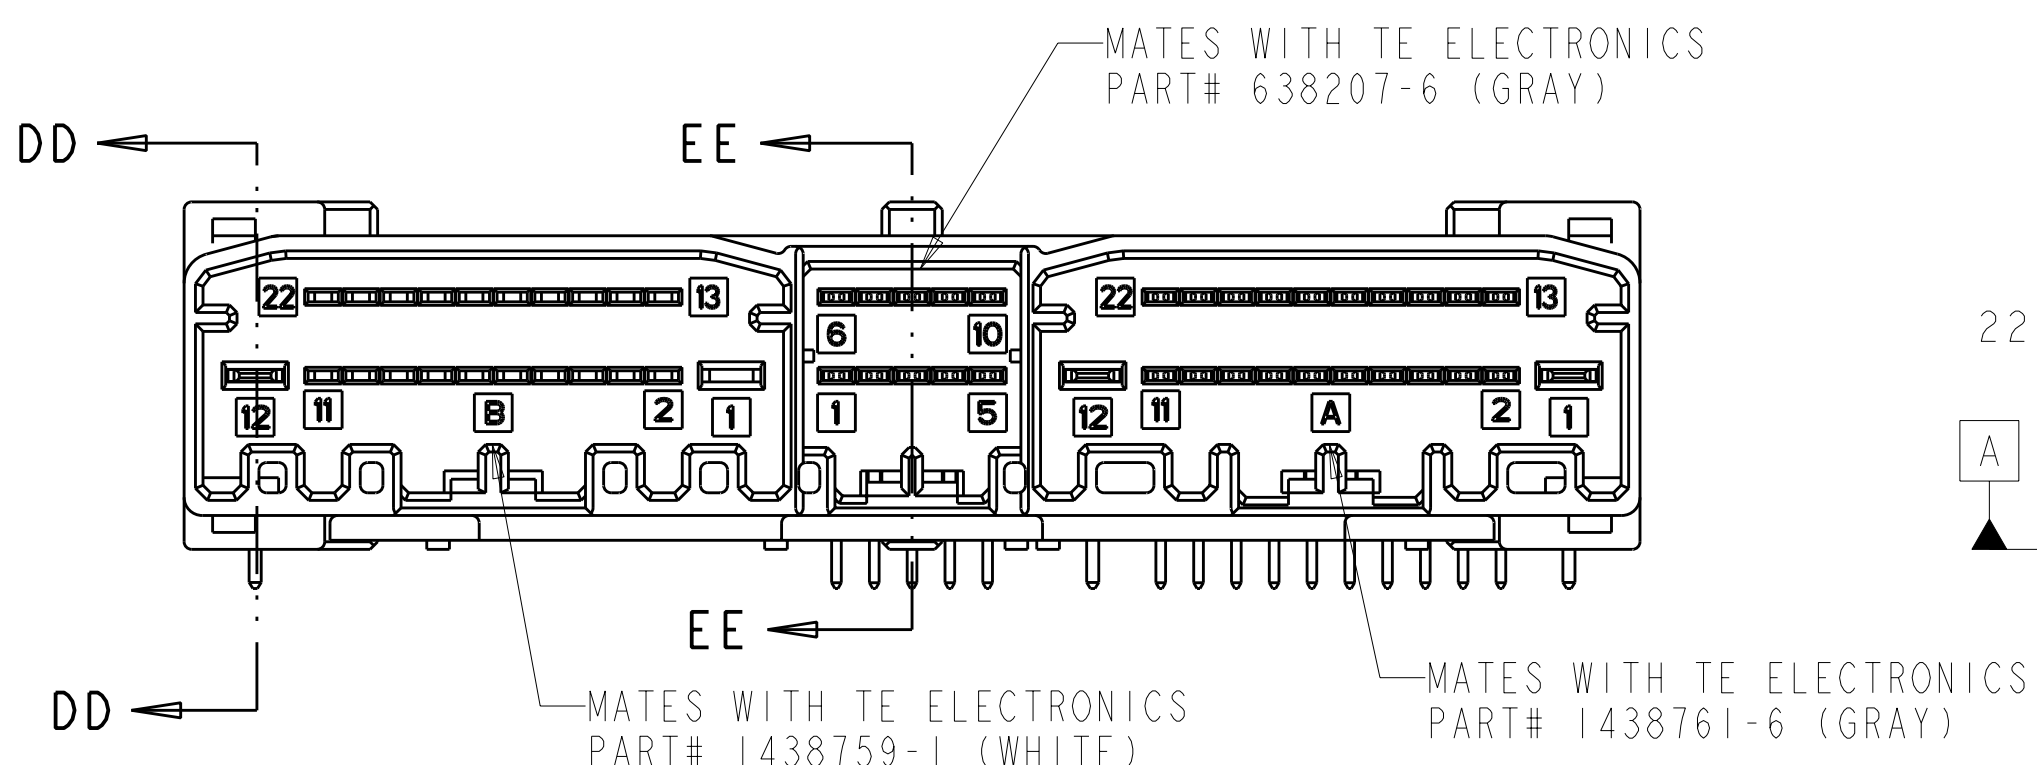 MATES WITH TE ELECTRONICS
PART# 638207-6 (GRAY)
DD
EE
22
13
22
13
6
10
22
12
11
B
2
1
1
5
12
11
A
2
1
A
EE
DD
MATES WITH TE ELECTRONICS
PART# 1438761-6 (GRAY)
MATES WITH TE ELECTRONICS
PART# 1438759-1 (WHITE)